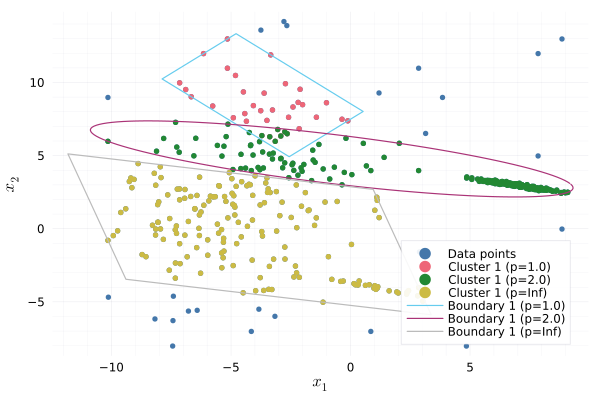 10
5
0
−5
x2
−10
−5
0
5
x1
Data points
Cluster 1 (p=1.0)
Cluster 1 (p=2.0)
Cluster 1 (p=Inf)
Boundary 1 (p=1.0)
Boundary 1 (p=2.0)
Boundary 1 (p=Inf)